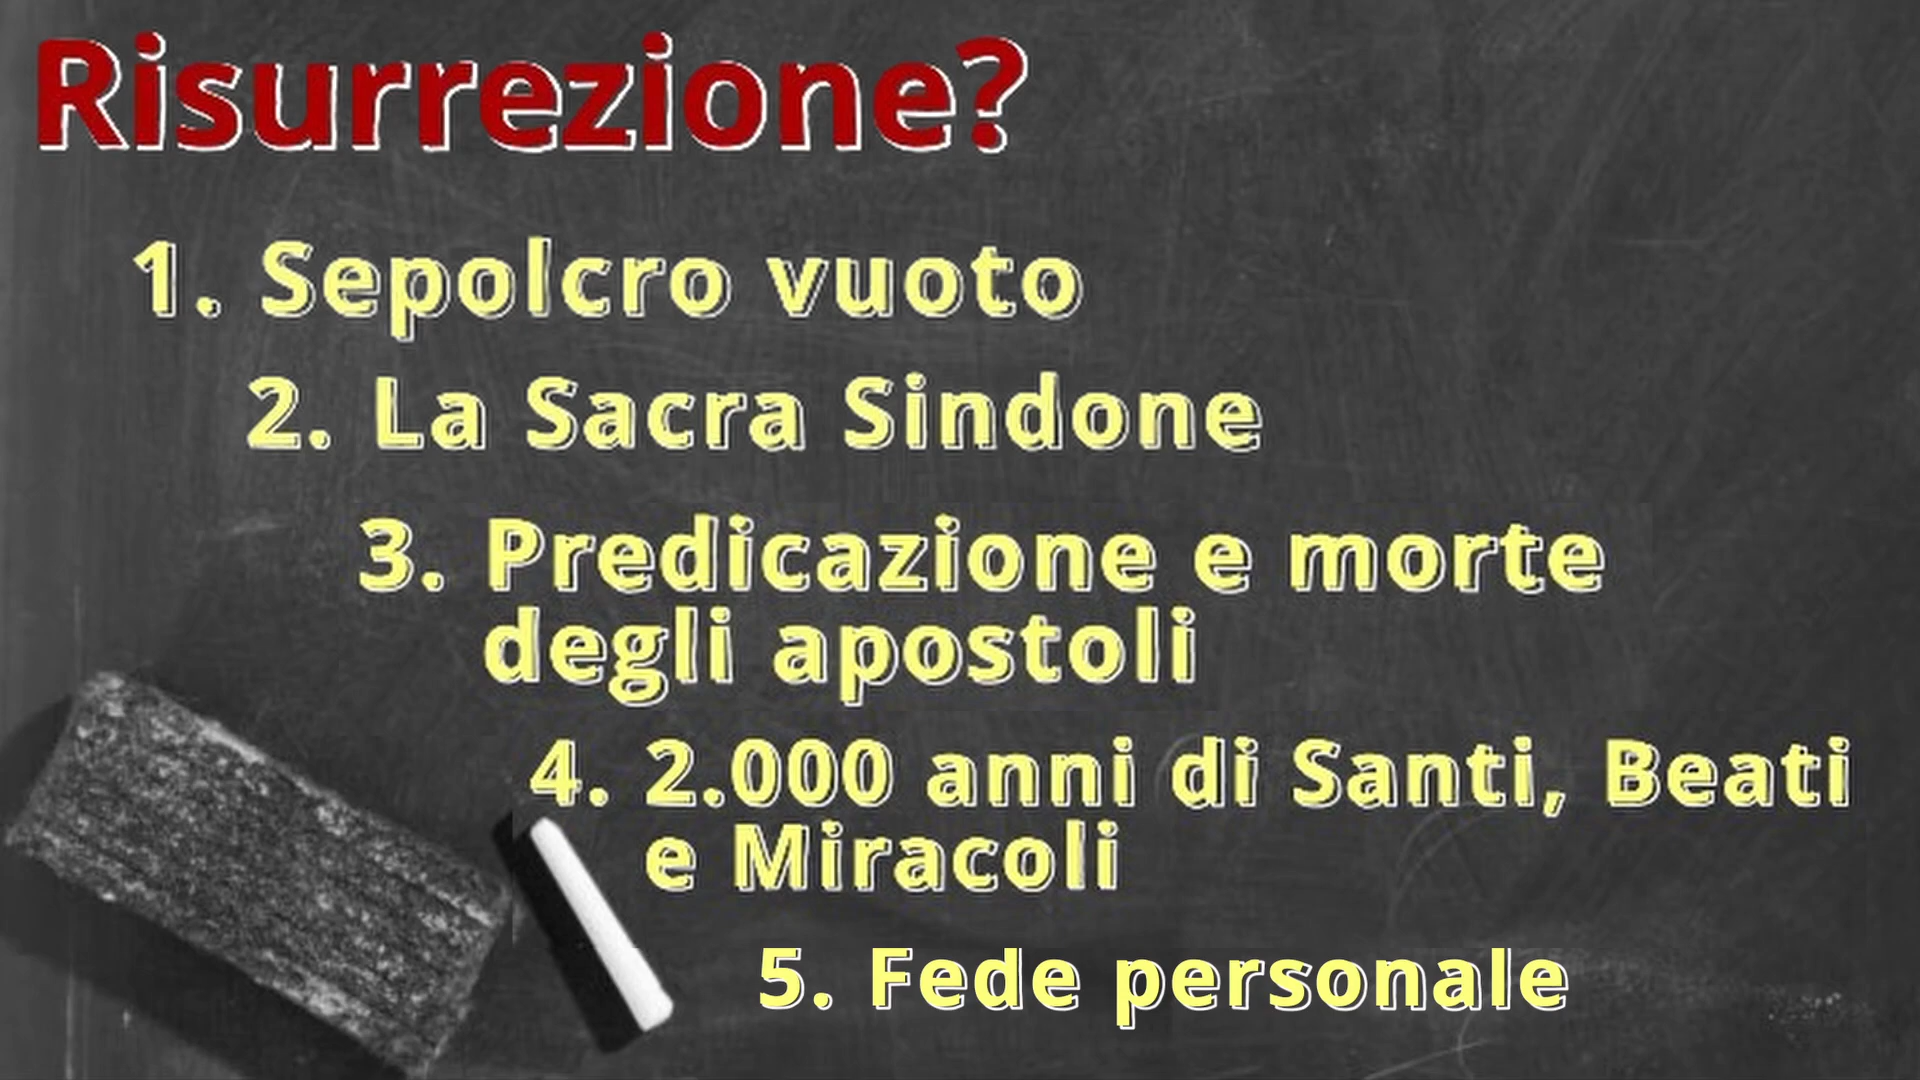 Risurrezione?
1. Sepolcro vuoto
2. La Sacra Sindone
3. Predicazione e morte
degli apostoli
4. 2.000 anni di Santi, Beati
e Miracoli
5. Fede personale